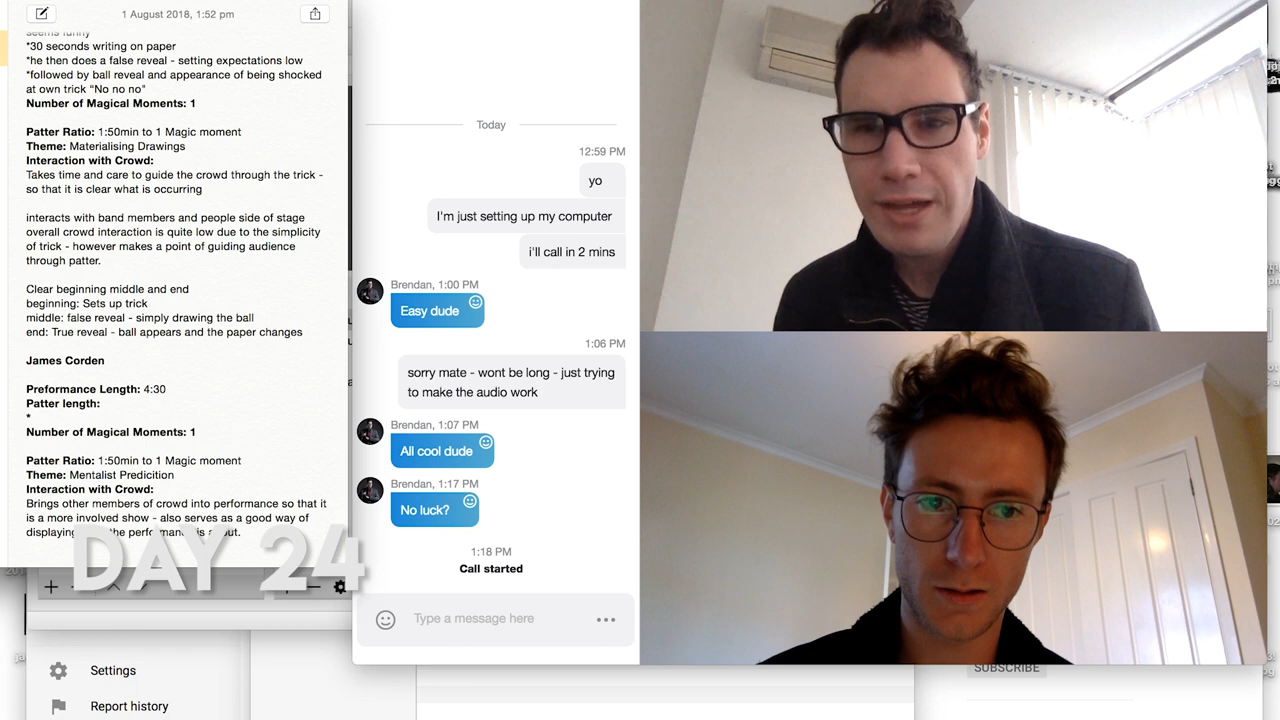 1 August 2018, 1:52 pm
seems funny
*30 seconds writing on paper
*he then does a false reveal - setting expectations low
*followed by ball reveal and appearance of being shocked
at own trick "No no no"
Number of Magical Moments: 1
Patter Ratio: 1:50min to 1 Magic moment
Theme: Materialising Drawings
Interaction with Crowd:
Takes time and care to guide the crowd through the trick -
so that it is clear what is occurring
interacts with band members and people side of stage
overall crowd interaction is quite low due to the simplicity
of trick - however makes a point of guiding audience
through patter.
Clear beginning middle and end
beginning: Sets up trick
middle: false reveal - simply drawing the ball
end: True reveal - ball appears and the paper changes
James Corden
Preformance Length: 4:30
Patter length:
*
Number of Magical Moments: 1
Patter Ratio: 1:50min to 1 Magic moment
Theme: Mentalist Predicition
Interaction with Crowd:
Brings other members of crowd into performance so that it
is a more involved show - also serves as a good way of
displaying the performance is about.
DAY 24
Settings
Report history
Today
12:59 PM
yo
I'm just setting up my computer
i'll call in 2 mins
Brendan, 1:00 PM
Easy dude
1:06 PM
sorry mate - wont be long - just trying
to make the audio work
Brendan, 1:07 PM
All cool dude
Brendan, 1:17 PM
No luck?
1:18 PM
Call started
Type a message here
SUBSCRIBE